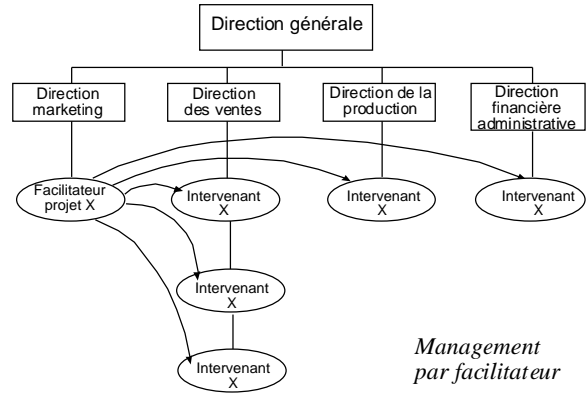 Direction générale
Direction
marketing
Direction
des ventes
Direction de la
production
Direction
financière
administrative
Facilitateur
projet X
Intervenant
X
Intervenant
X
Intervenant
X
Intervenant
X
Intervenant
X
Management
par facilitateur